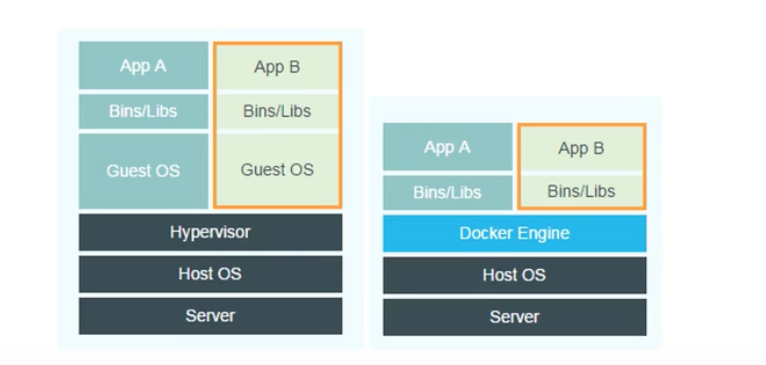 App A
App B
Bins/Libs
Bins/Libs
Guest OS
Guest OS
Hypervisor
Host OS
Server
App A
App B
Bins/Libs
Bins/Libs
Docker Engine
Host OS
Server